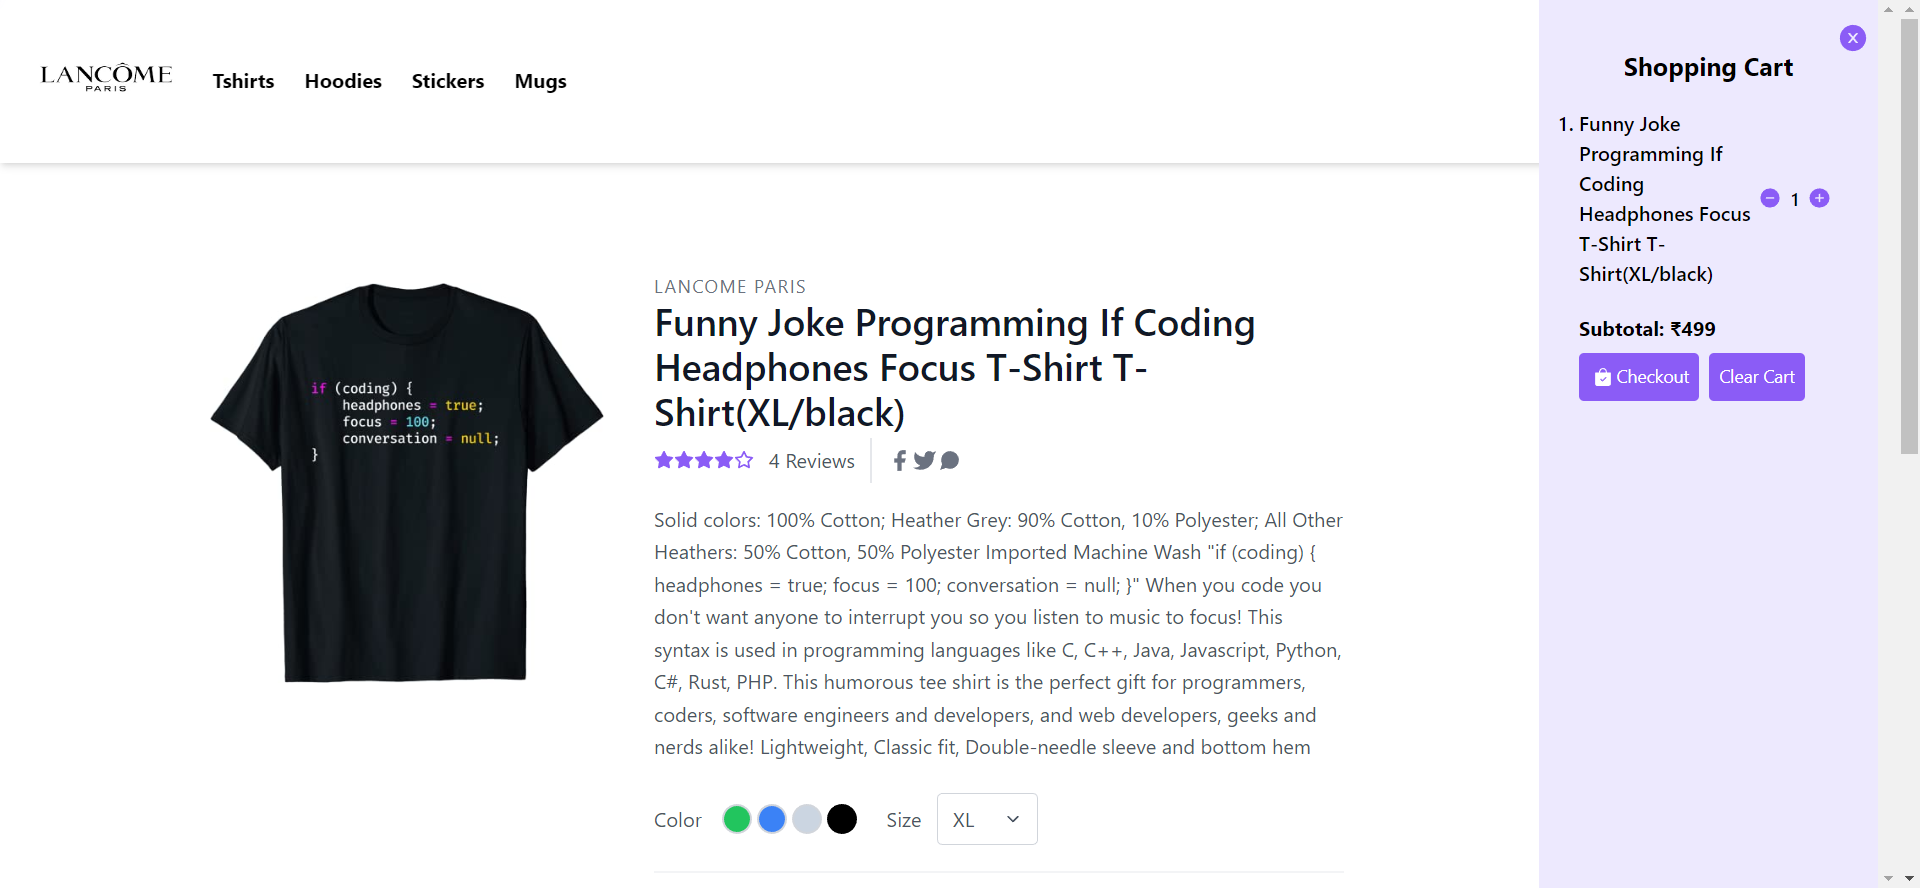 LANCÔME
PARIS
Tshirts Hoodies Stickers Mugs
LANCOME PARIS
Funny Joke Programming If Coding
Headphones Focus T-Shirt T-
Shirt(XL/black)
4 Reviews
Solid colors: 100% Cotton; Heather Grey: 90% Cotton, 10% Polyester; All Other
Heathers: 50% Cotton, 50% Polyester Imported Machine Wash "if (coding) {
headphones = true; focus = 100; conversation = null; }" When you code you
don't want anyone to interrupt you so you listen to music to focus! This
syntax is used in programming languages like C, C++, Java, Javascript, Python,
C#, Rust, PHP. This humorous tee shirt is the perfect gift for programmers,
coders, software engineers and developers, and web developers, geeks and
nerds alike! Lightweight, Classic fit, Double-needle sleeve and bottom hem
Color Size XL
if (coding) {
headphones = true;
focus = 100;
conversation = null;
}
X
Shopping Cart
1. Funny Joke
Programming If
Coding
Headphones Focus
T-Shirt T-
Shirt(XL/black)
− 1 +
Subtotal: ₹499
Checkout
Clear Cart